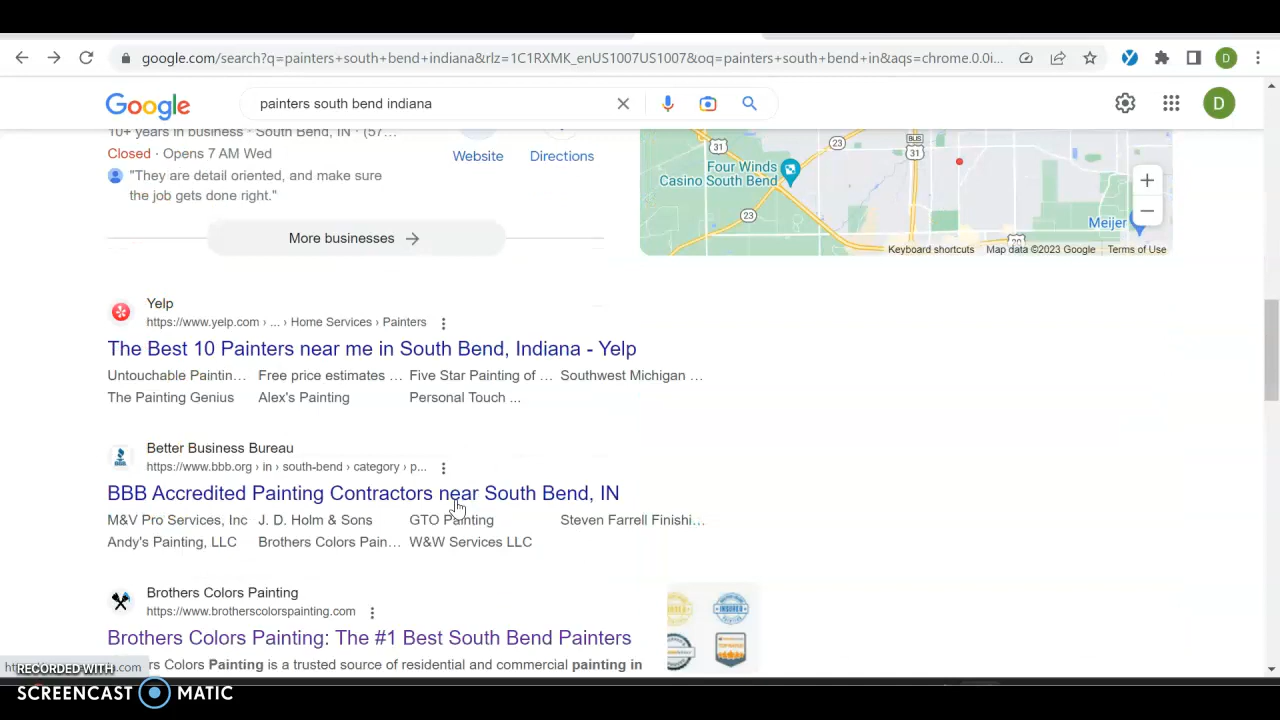 google.com/search?q=painters+south+bend+indiana&rlz=1C1RXMK_enUS1007US1007&oq=painters+south+bend+in&aqs=chrome.0.0i...
D
Google
painters south bend indiana
D
10+ years in business · South Bend, IN · (57...
Closed · Opens 7 AM Wed
Website
Directions
"They are detail oriented, and make sure
the job gets done right."
More businesses
31
23
BUS
31
Four Winds
Casino South Bend
23
Meijer
Keyboard shortcuts
Map data ©2023 Google
Terms of Use
Yelp
https://www.yelp.com › ... › Home Services › Painters
The Best 10 Painters near me in South Bend, Indiana - Yelp
Untouchable Paintin... Free price estimates ... Five Star Painting of ... Southwest Michigan ...
The Painting Genius Alex's Painting Personal Touch ...
Better Business Bureau
https://www.bbb.org › in › south-bend › category › p...
BBB Accredited Painting Contractors near South Bend, IN
M&V Pro Services, Inc J. D. Holm & Sons GTO Painting Steven Farrell Finishi...
Andy's Painting, LLC Brothers Colors Pain... W&W Services LLC
Brothers Colors Painting
https://www.brotherscolorspainting.com
Brothers Colors Painting: The #1 Best South Bend Painters
rs Colors Painting is a trusted source of residential and commercial painting in
RECORDED WITH
SCREENCAST MATIC